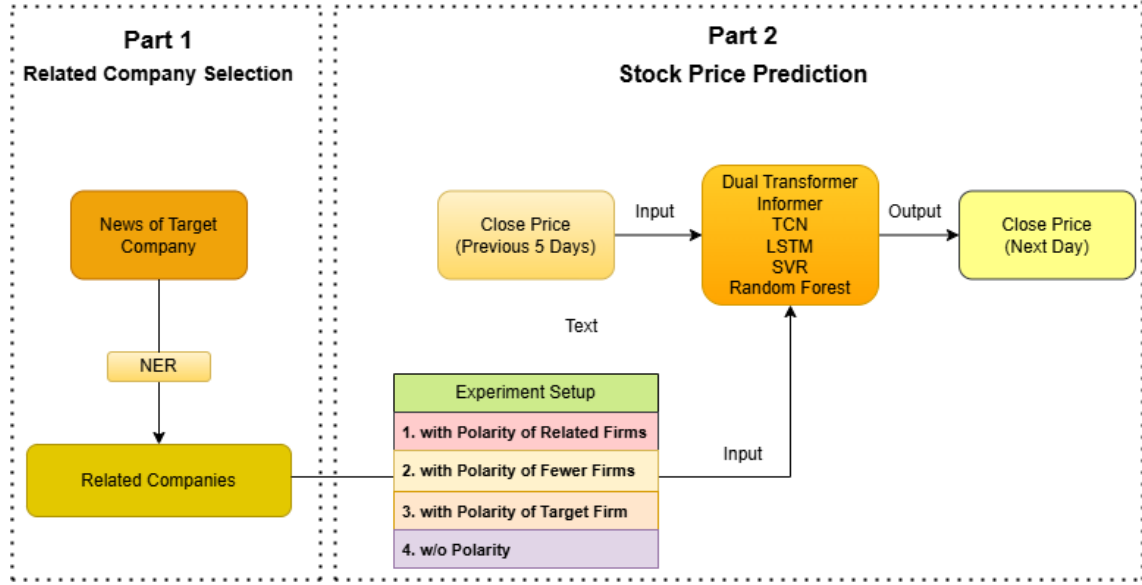 Part 1
Related Company Selection
News of Target
Company
NER
Related Companies
Part 2
Stock Price Prediction
Close Price
(Previous 5 Days)
Input
Dual Transformer
Informer
TCN
LSTM
SVR
Random Forest
Output
Close Price
(Next Day)
Text
Experiment Setup
1. with Polarity of Related Firms
2. with Polarity of Fewer Firms
3. with Polarity of Target Firm
4. w/o Polarity
Input